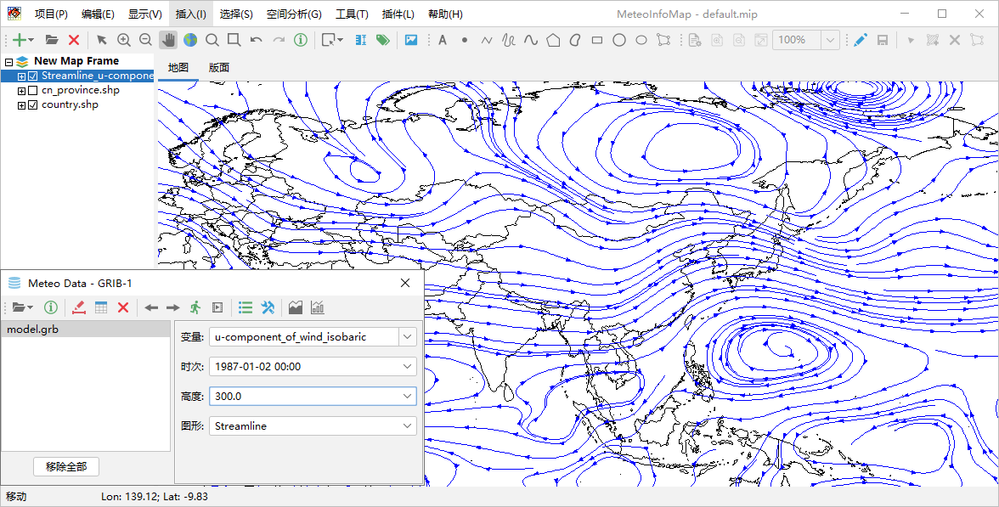 项目(P) 编辑(E) 显示(V) 插入(I) 选择(S) 空间分析(G) 工具(T) 插件(L) 帮助(H) MeteoInfoMap - default.mip
A 100%
New Map Frame
Streamline_u-compone
cn_province.shp
country.shp
地图 版面
Meteo Data - GRIB-1
model.grb
变量: u-component_of_wind_isobaric
时次: 1987-01-02 00:00
高度: 300.0
图形: Streamline
移除全部
移动 Lon: 139.12; Lat: -9.83